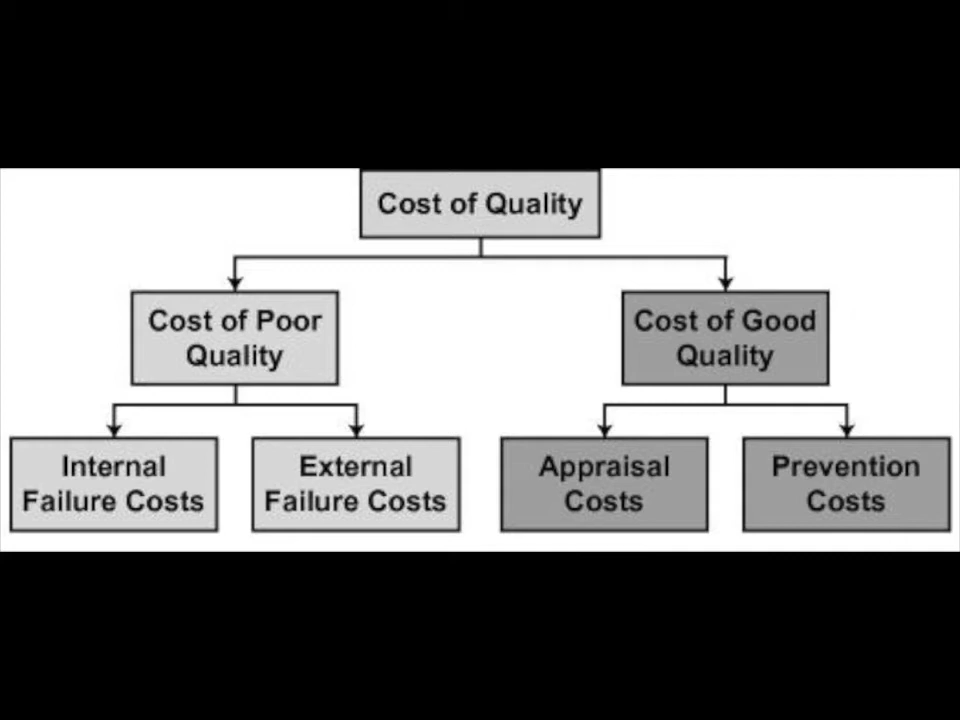 Cost of Quality
Cost of Poor
Quality
Cost of Good
Quality
Internal
Failure Costs
External
Failure Costs
Appraisal
Costs
Prevention
Costs